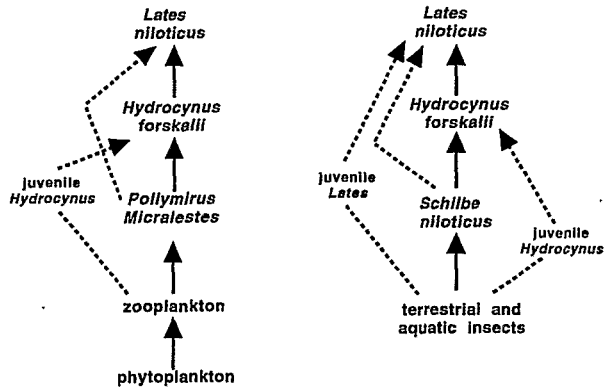 Lates
niloticus
Hydrocynus
forskalii
juvenile
Hydrocynus
Pollymirus
Micralestes
zooplankton
phytoplankton
Lates
niloticus
Hydrocynus
forskalii
juvenile
Lates
Schilbe
niloticus
juvenile
Hydrocynus
terrestrial and
aquatic insects